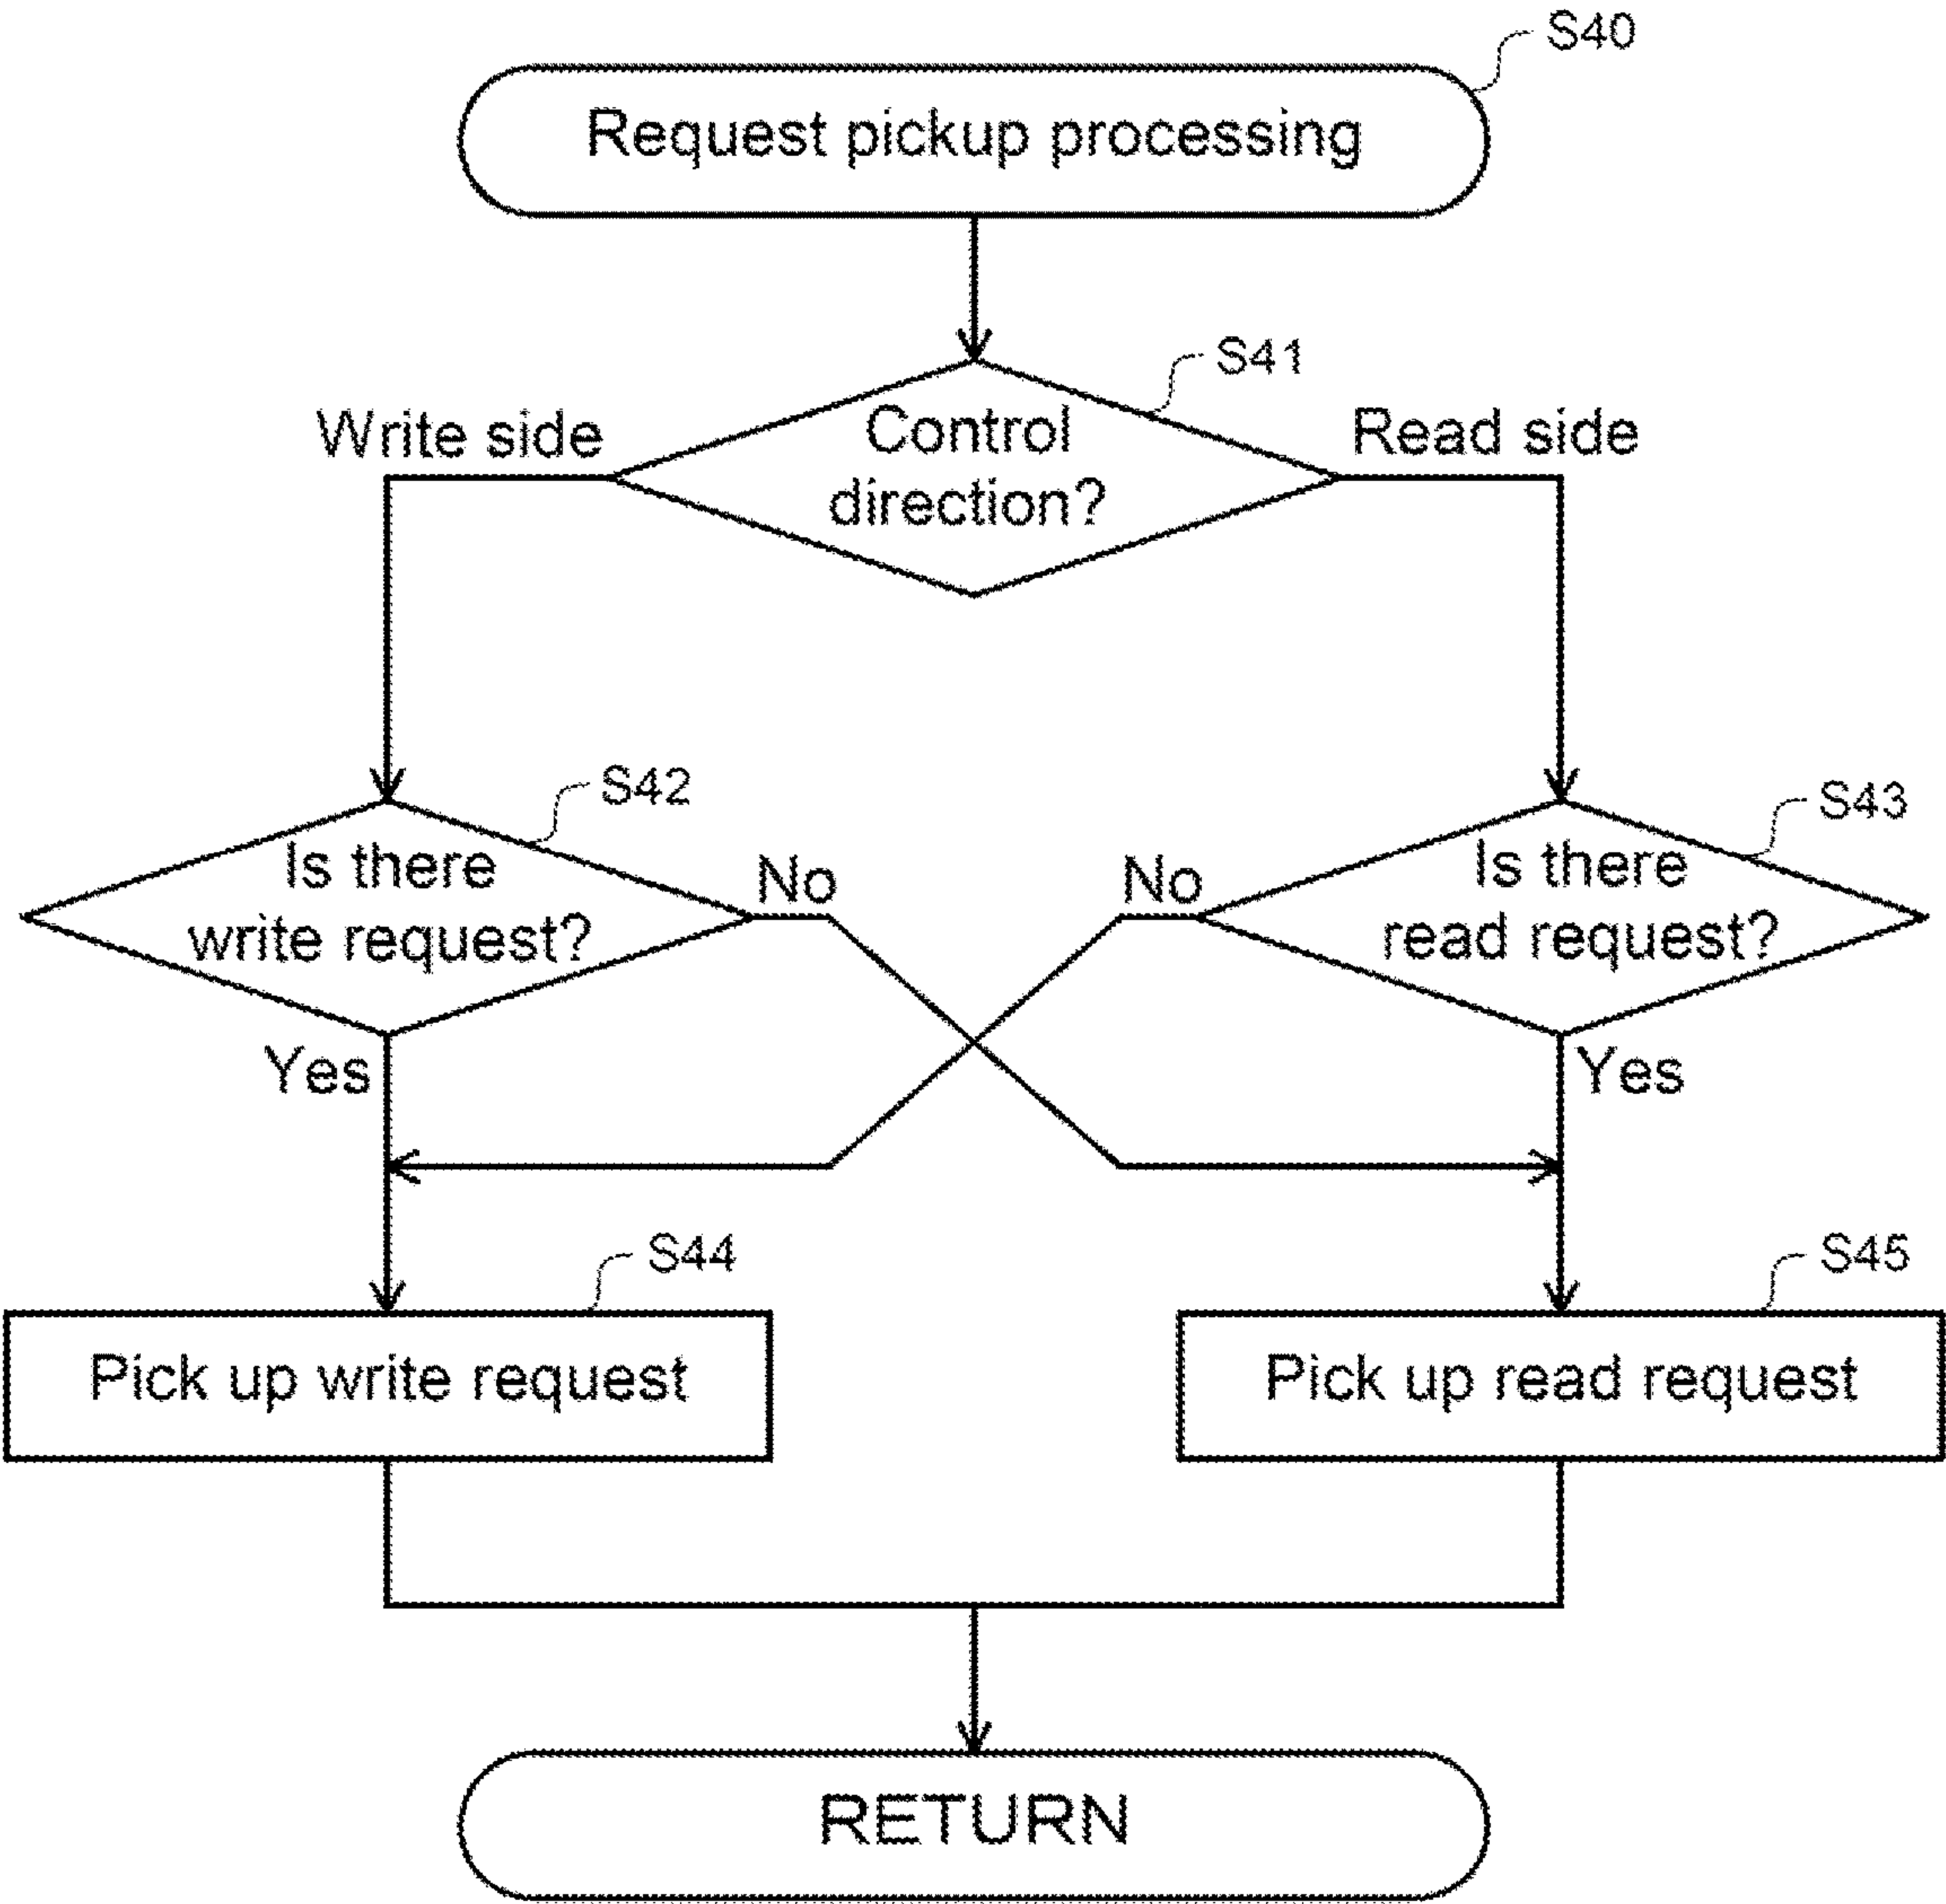 S40
Request pickup processing
S41
Write side
Control
direction?
Read side
S42
S43
Is there
write request?
No
No
Is there
read request?
Yes
Yes
S44
S45
Pick up write request
Pick up read request
RETURN